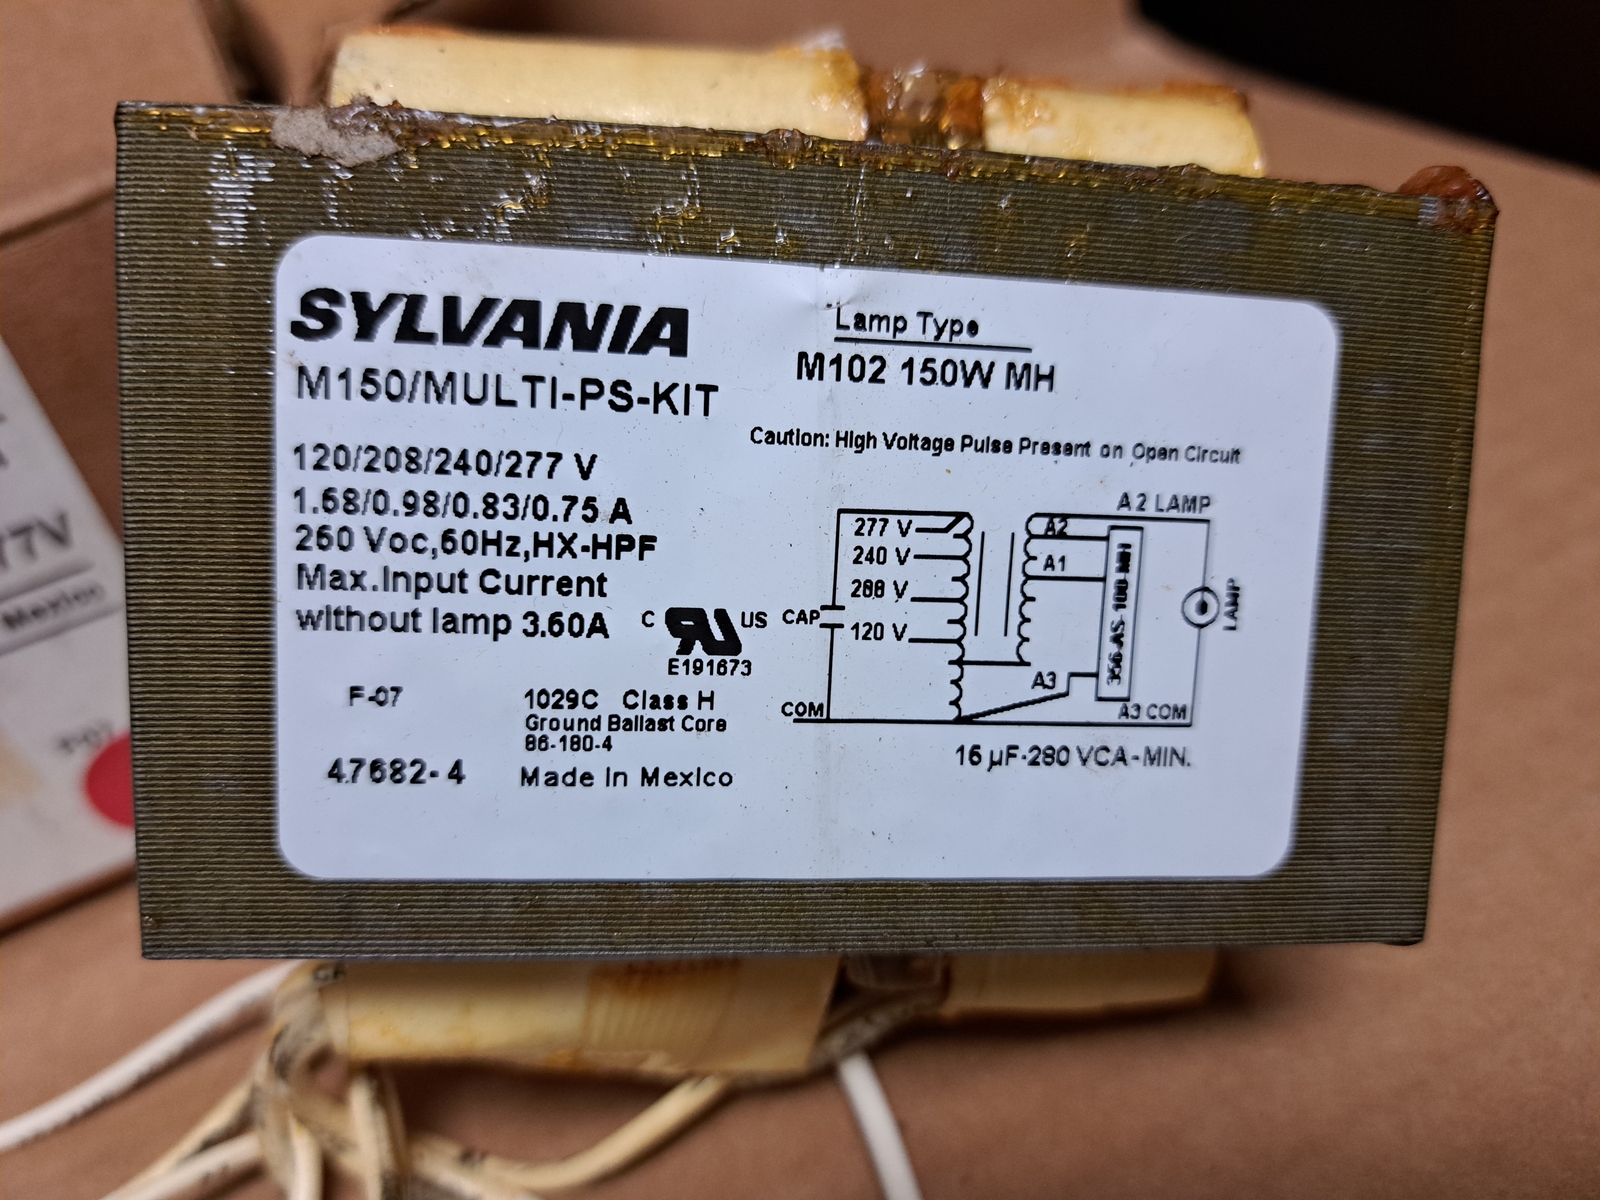 SYLVANIA
M150/MULTI-PS-KIT
120/208/240/277 V
1.68/0.98/0.83/0.75 A
260 Voc,60Hz,HX-HPF
Max.Input Current
without lamp 3.60A
C US
E191673
F-07
1029C Class H
Ground Ballast Core
86-180-4
47682-4
Made In Mexico
Lamp Type
M102 150W MH
Caution: High Voltage Pulse Present on Open Circuit
A2 LAMP
277 V
A2
240 V
A1
208 V
CAP
120 V
LAMP
A3
COM
A3 COM
16 µF-280 VCA-MIN.
77V
Mexico